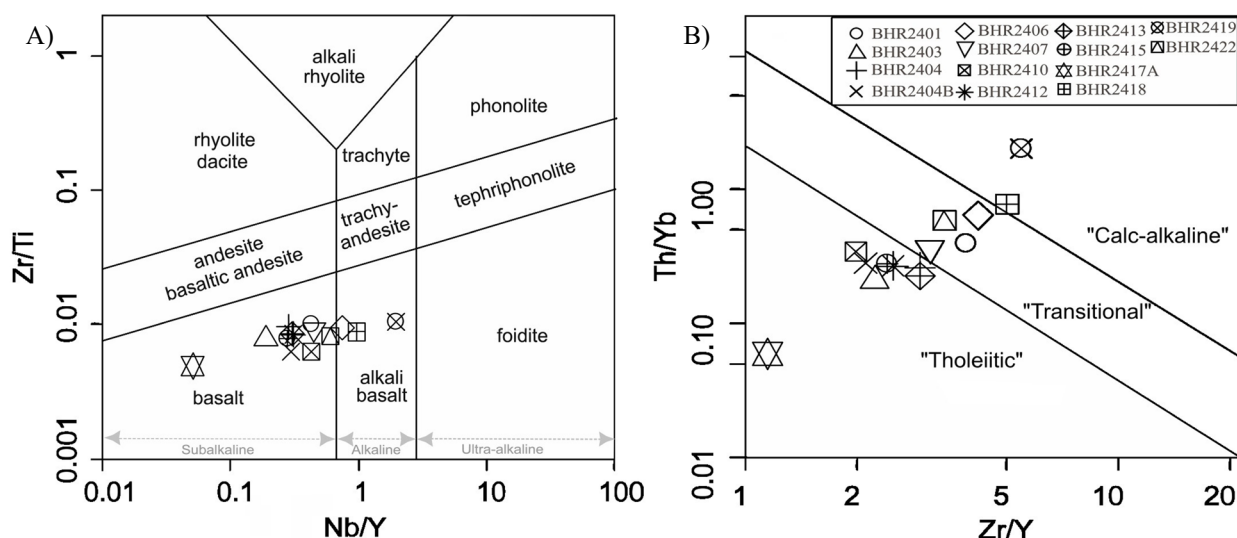 A)
1
0.1
0.01
0.001
Zr/Ti
alkali
rhyolite
phonolite
rhyolite
dacite
trachyte
tephriphonolite
trachy-
andesite
andesite
basaltic andesite
foidite
basalt
alkali
basalt
Subalkaline
Alkaline
Ultra-alkaline
0.01
0.1
1
10
100
Nb/Y
B)
BHR2401
BHR2403
BHR2404
BHR2404B
BHR2406
BHR2407
BHR2410
BHR2412
BHR2413
BHR2415
BHR2417A
BHR2418
BHR2419
BHR2422
1.00
0.10
0.01
Th/Yb
"Calc-alkaline"
"Transitional"
"Tholeiitic"
1
2
5
10
20
Zr/Y